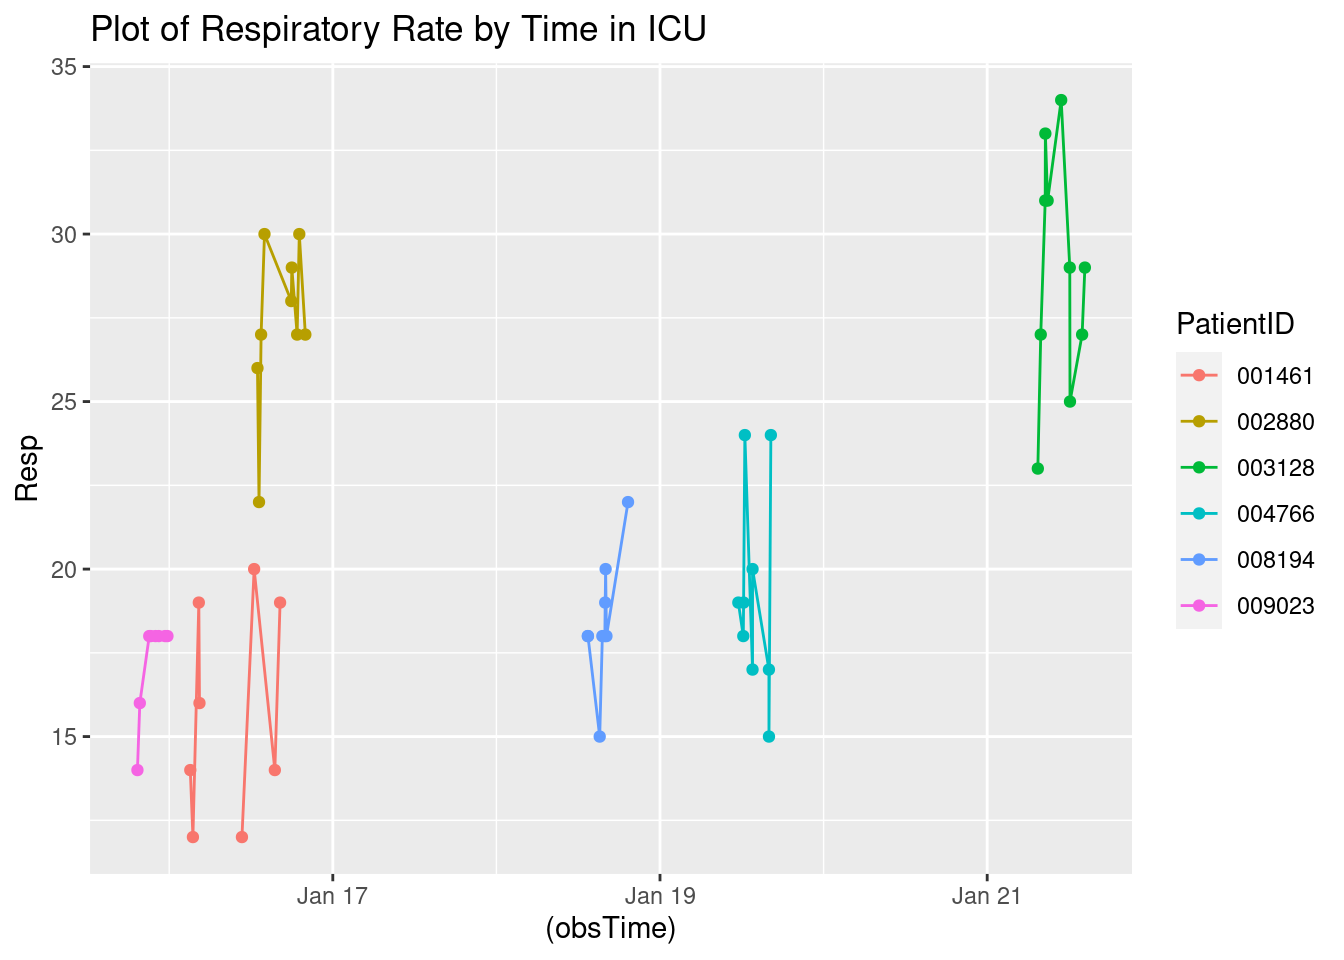 Plot of Respiratory Rate by Time in ICU
35
30
25
20
15
Resp
Jan 17
Jan 19
Jan 21
(obsTime)
PatientID
001461
002880
003128
004766
008194
009023